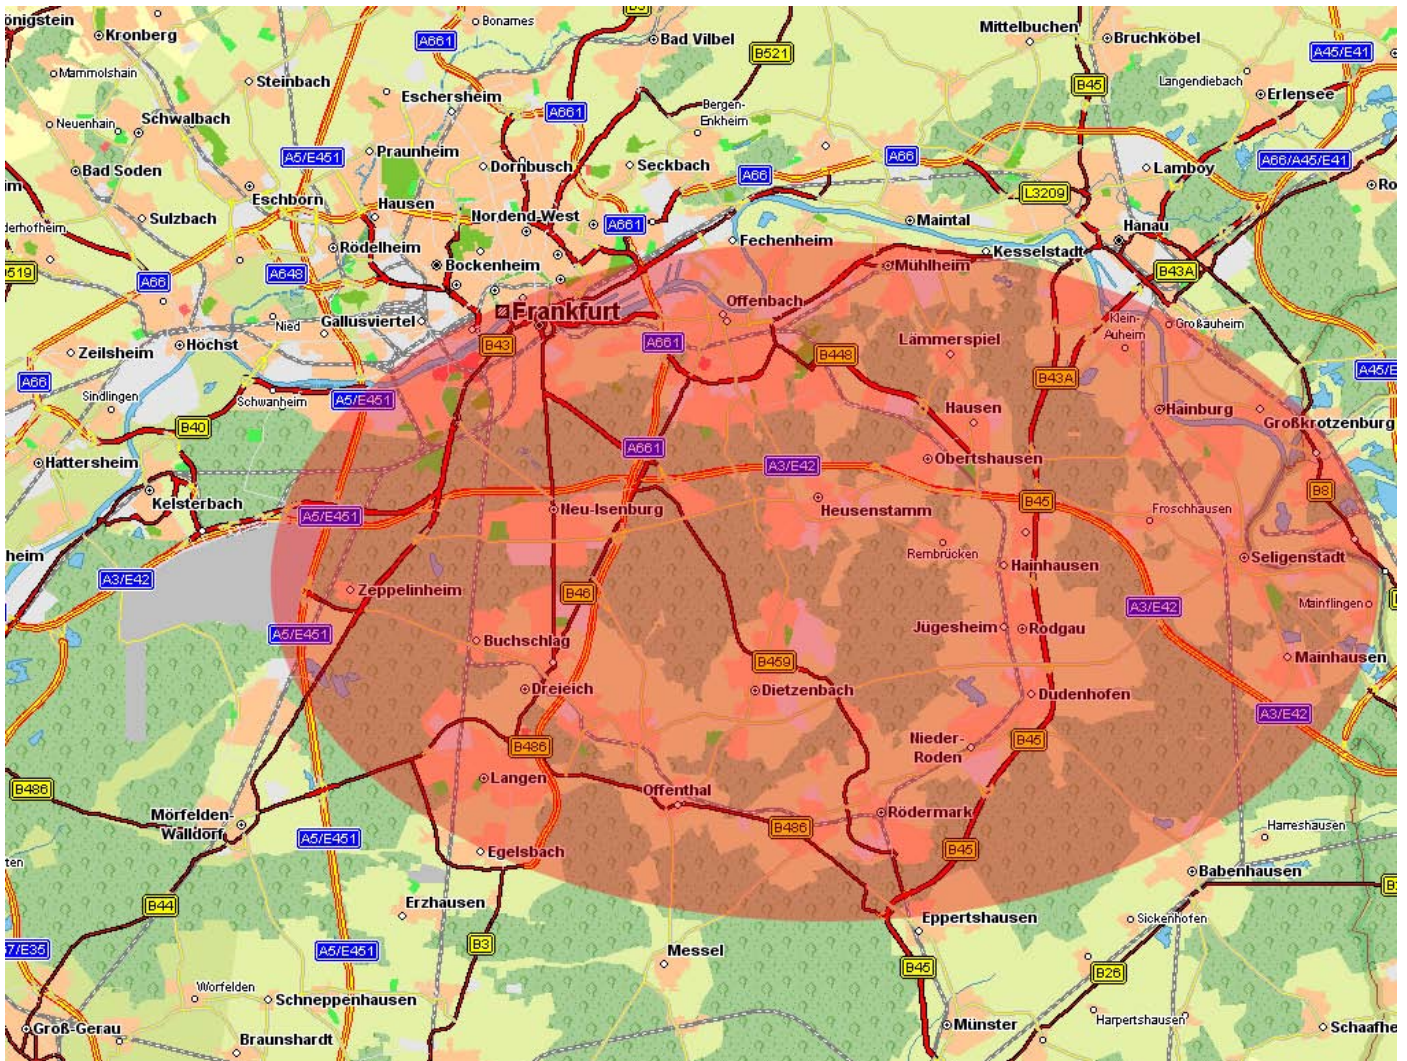 önigstein
Kronberg
Bonames
B3
A661
Bad Vilbel
B521
Mittelbuchen
Bruchköbel
A45/E41
Mammolshain
Steinbach
Eschersheim
Bergen-
Enkheim
B45
Langendiebach
Erlensee
Neuenhain
Schwalbach
A661
A5/E451
Praunheim
Dornbusch
Seckbach
A66
A66
A66/A45/E41
Lamboy
Bad Soden
Eschborn
Hausen
L3209
Ro
Sulzbach
derhofheim
Nordend-West
A661
Maintal
Hanau
Rödelheim
Fechenheim
Kesselstadt
B519
A66
A648
Bockenheim
Mühlheim
B43A
Nied
Gallusviertel
Frankfurt
Offenbach
Klein-
Auheim
Großauheim
Zeilsheim
Höchst
B43
A661
B448
Lämmerspiel
A66
Sindlingen
Schwanheim
A5/E451
B43A
A45/E
Hausen
Hainburg
Großkrotzenburg
B40
A661
Hattersheim
A3/E42
Obertshausen
Kelsterbach
B8
A5/E451
Neu-Isenburg
Heusenstamm
B45
Froschhausen
heim
A3/E42
Zeppelinheim
B46
Rembrücken
Hainhausen
Seligenstadt
A5/E451
Buchschlag
Jügesheim
Rodgau
A3/E42
Mainflingen
B459
Mainhausen
Dreieich
Dietzenbach
Dudenhofen
A3/E42
B486
Nieder-
Roden
B45
B486
Langen
Offenthal
Mörfelden-
Walldorf
A5/E451
B486
Rödermark
Harreshausen
ten
Egelsbach
B45
Babenhausen
B44
Erzhausen
Eppertshausen
Sickenhofen
A5/E451
B3
Messel
B45
B26
Worfelden
Schneppenhausen
Groß-Gerau
Braunshardt
Münster
Harpertshausen
Schaafhe